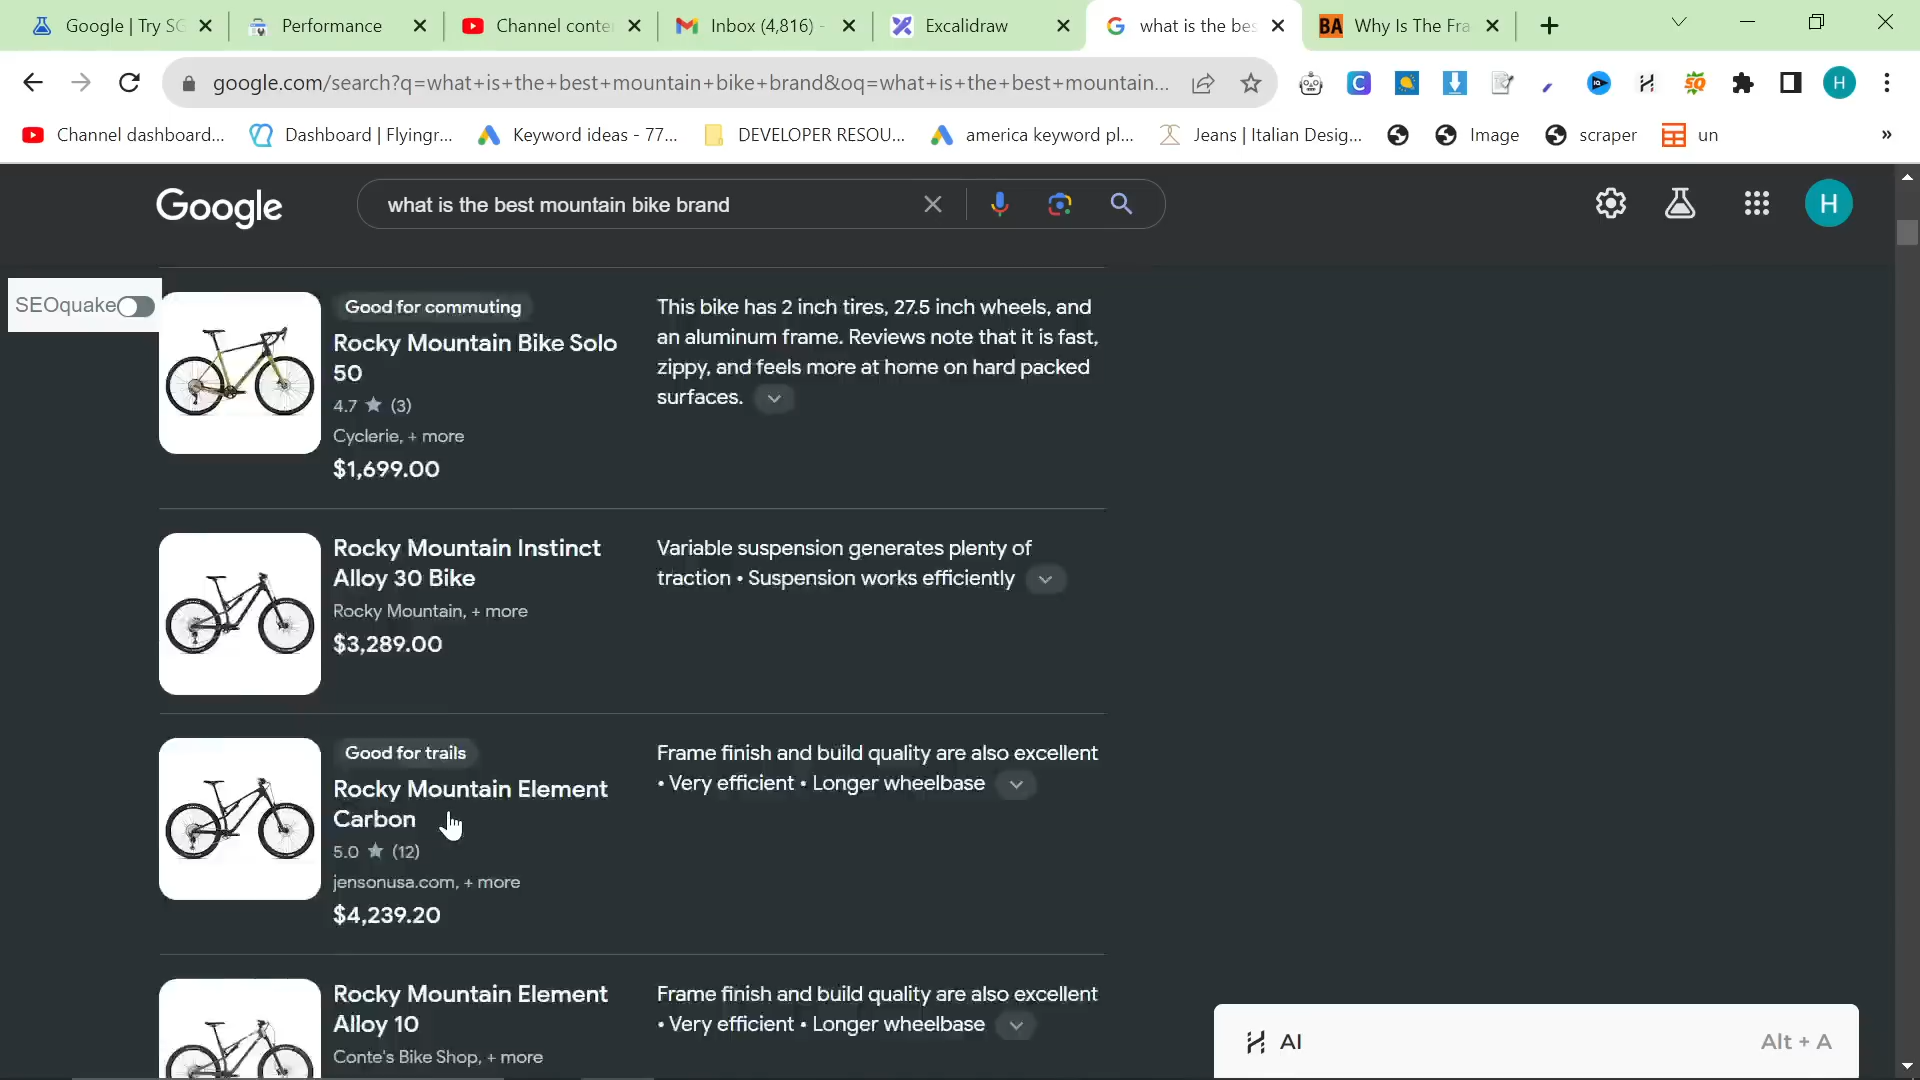 Google | Try SG
Performance
Channel conte
Inbox (4,816) -
Excalidraw
what is the bes
BA Why Is The Fra
google.com/search?q=what+is+the+best+mountain+bike+brand&oq=what+is+the+best+mountain...
Channel dashboard...
Dashboard | Flyingr...
Keyword ideas - 77...
DEVELOPER RESOU...
america keyword pl...
Jeans | Italian Desig...
Image
scraper
un
»
Google
what is the best mountain bike brand
H
SEOquake
Good for commuting
Rocky Mountain Bike Solo
50
4.7 ★ (3)
Cyclerie, + more
$1,699.00
This bike has 2 inch tires, 27.5 inch wheels, and
an aluminum frame. Reviews note that it is fast,
zippy, and feels more at home on hard packed
surfaces.
Rocky Mountain Instinct
Alloy 30 Bike
Rocky Mountain, + more
$3,289.00
Variable suspension generates plenty of
traction • Suspension works efficiently
Good for trails
Rocky Mountain Element
Carbon
5.0 ★ (12)
jensonusa.com, + more
$4,239.20
Frame finish and build quality are also excellent
• Very efficient • Longer wheelbase
Rocky Mountain Element
Alloy 10
Conte's Bike Shop, + more
Frame finish and build quality are also excellent
• Very efficient • Longer wheelbase
AI
Alt + A